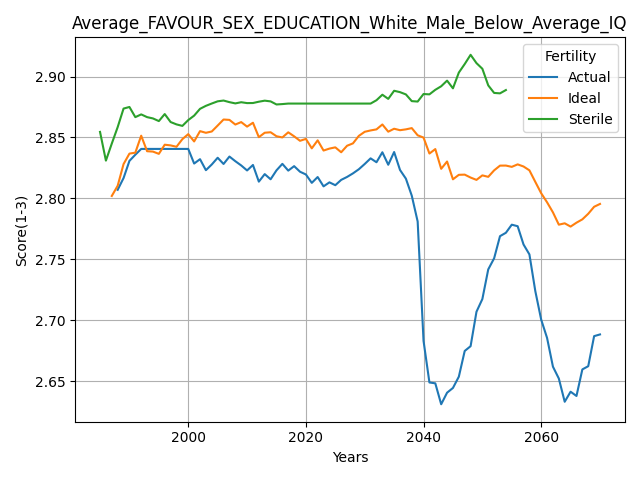 Average_FAVOUR_SEX_EDUCATION_White_Male_Below_Average_IQ
Fertility
Actual
Ideal
Sterile
Score(1-3)
2.90
2.85
2.80
2.75
2.70
2.65
2000
2020
2040
2060
Years